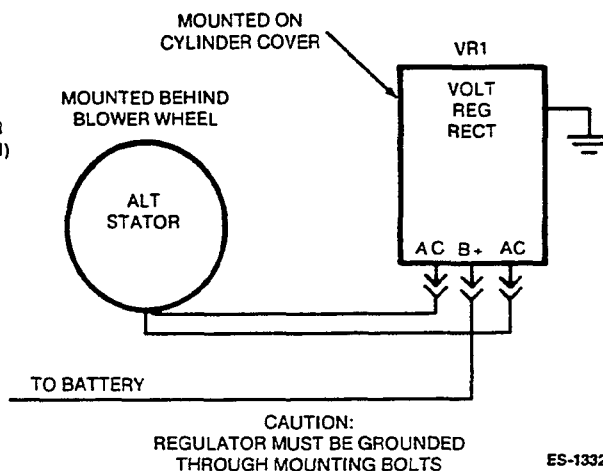 MOUNTED ON
CYLINDER COVER
VR1
VOLT
REG
RECT
MOUNTED BEHIND
BLOWER WHEEL
ALT
STATOR
AC B+ AC
TO BATTERY
CAUTION:
REGULATOR MUST BE GROUNDED
THROUGH MOUNTING BOLTS
ES-1332